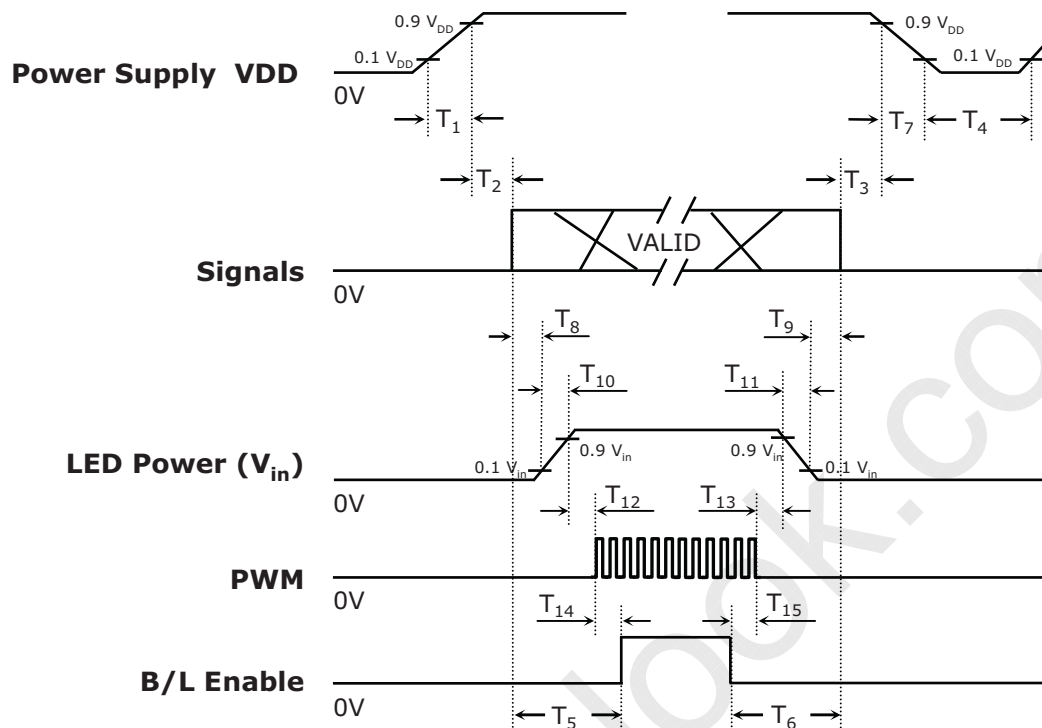 0.9 V_DD
0.9 V_DD
0.1 V_DD
0.1 V_DD
Power Supply VDD
0V
T_1
T_7
T_4
T_2
T_3
VALID
Signals
0V
T_8
T_9
T_10
T_11
LED Power (V_in)
0.1 V_in
0.9 V_in
0.9 V_in
0.1 V_in
0V
T_12
T_13
PWM
0V
T_14
T_15
B/L Enable
0V
T_5
T_6
look.com